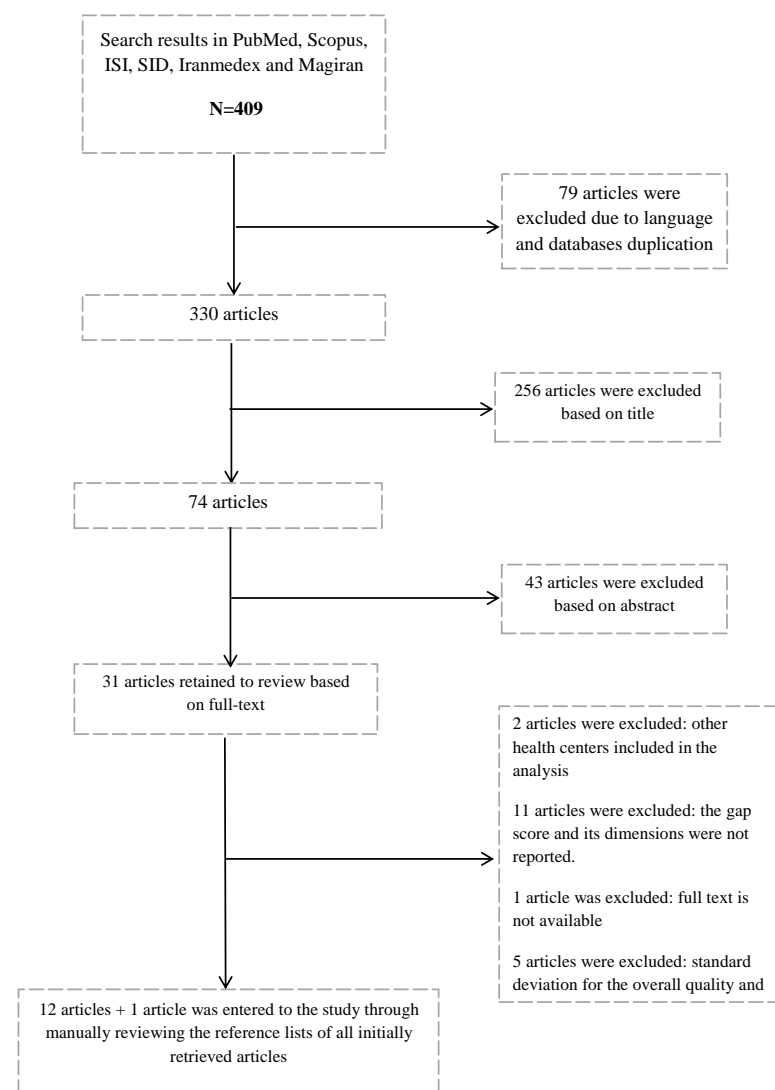 Search results in PubMed, Scopus,
ISI, SID, Iranmedex and Magiran
N=409
79 articles were
excluded due to language
and databases duplication
330 articles
256 articles were excluded
based on title
74 articles
43 articles were excluded
based on abstract
31 articles retained to review based
on full-text
2 articles were excluded: other
health centers included in the
analysis
11 articles were excluded: the gap
score and its dimensions were not
reported.
1 article was excluded: full text is
not available
5 articles were excluded: standard
deviation for the overall quality and
12 articles + 1 article was entered to the study through
manually reviewing the reference lists of all initially
retrieved articles